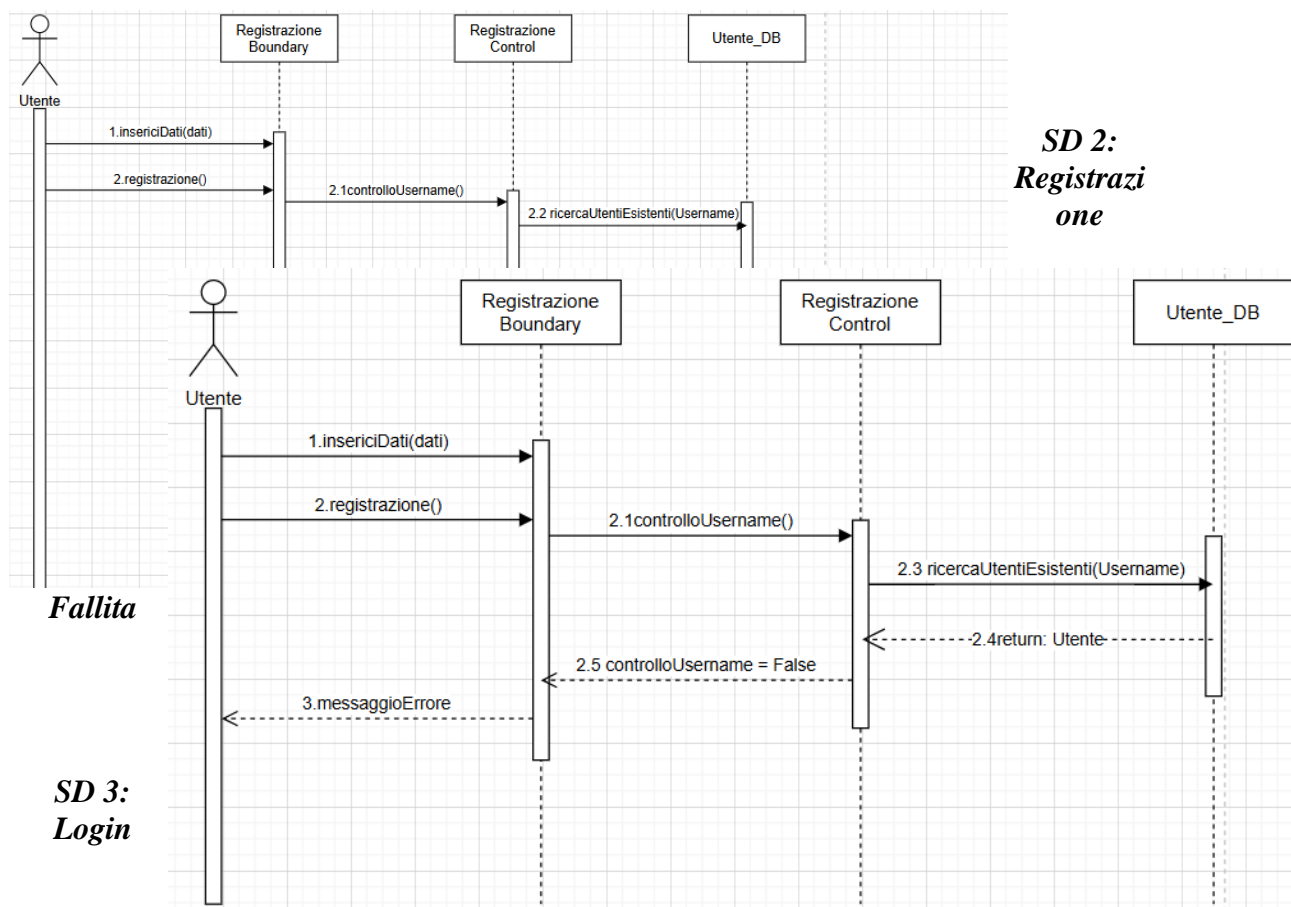 Registrazione
Boundary
Registrazione
Control
Utente_DB
Utente
1.insericiDati(dati)
2.registrazione()
2.1controlloUsername()
2.2 ricercaUtentiEsistenti(Username)
SD 2:
Registrazi
one
Registrazione
Boundary
Registrazione
Control
Utente_DB
Utente
1.insericiDati(dati)
2.registrazione()
2.1controlloUsername()
2.3 ricercaUtentiEsistenti(Username)
2.4return: Utente
2.5 controlloUsername = False
3.messaggioErrore
Fallita
SD 3:
Login